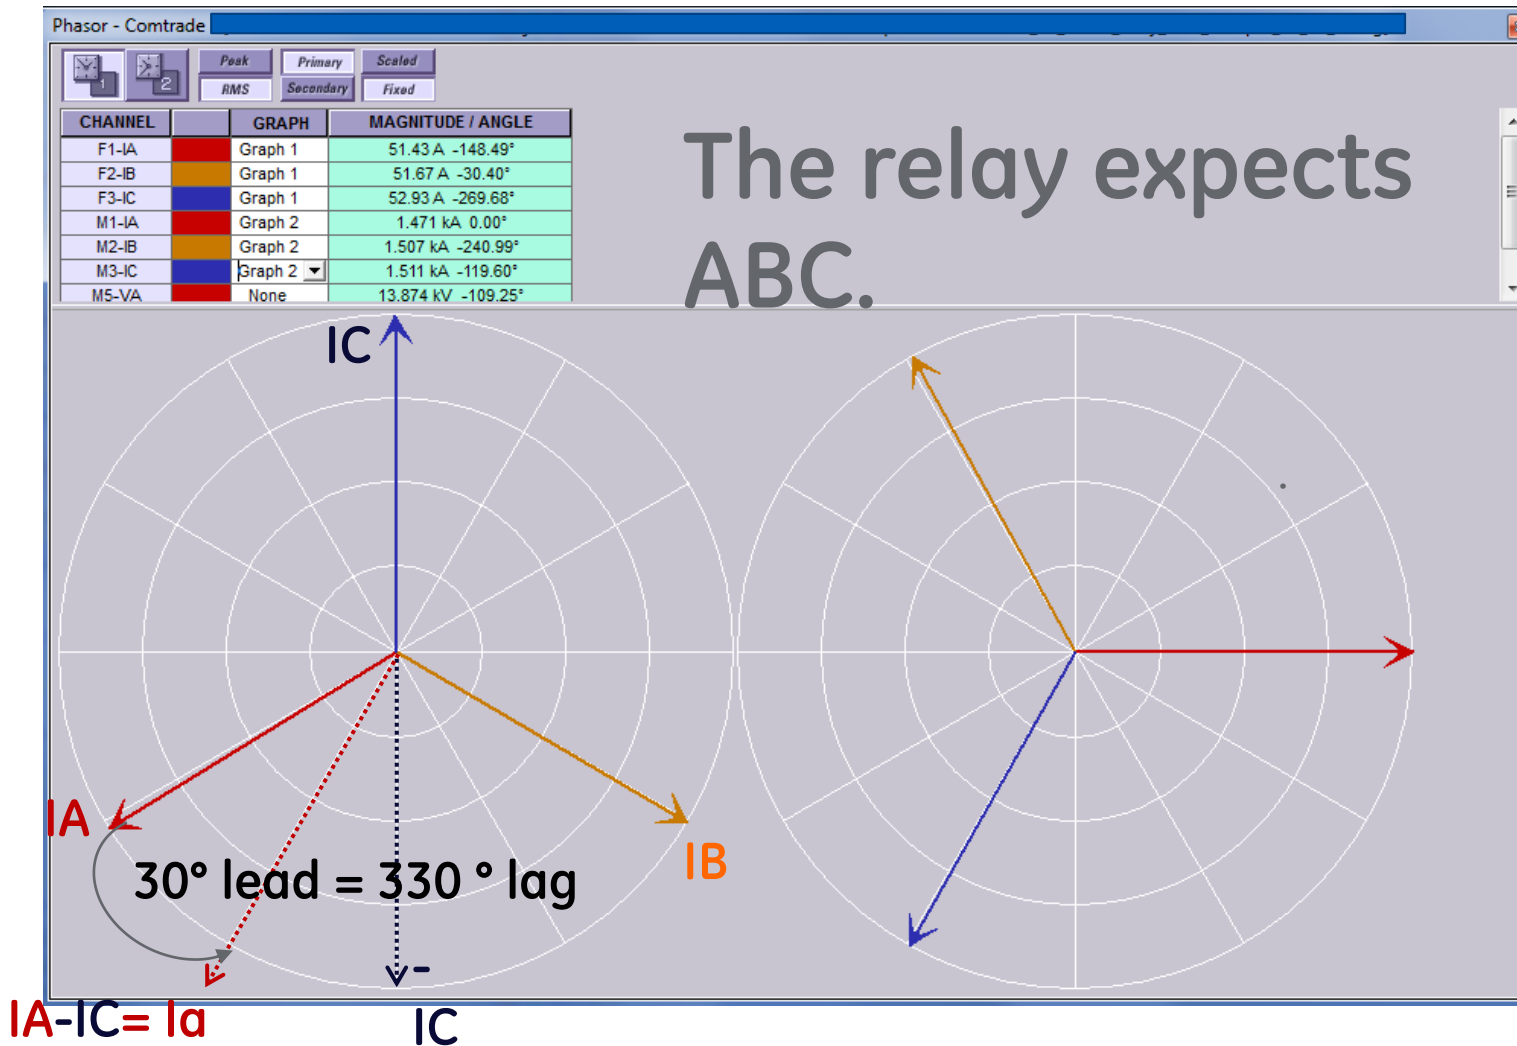 Phasor - Comtrade
Peak Primary Scaled
1 2 RMS Secondary Fixed
CHANNEL GRAPH MAGNITUDE / ANGLE
F1-IA Graph 1 51.43 A -148.49°
F2-IB Graph 1 51.67 A -30.40°
F3-IC Graph 1 52.93 A -269.68°
M1-IA Graph 2 1.471 kA 0.00°
M2-IB Graph 2 1.507 kA -240.99°
M3-IC Graph 2 1.511 kA -119.60°
M5-VA None 13.874 kV -109.25°
The relay expects
ABC.
IC
IA
IB
30° lead = 330 ° lag
-
IC
IA-IC= Ia